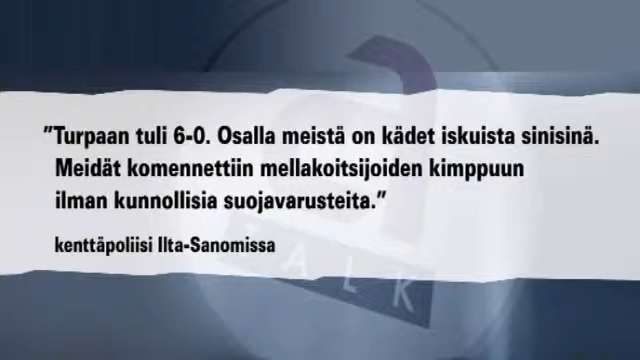 ”Turpaan tuli 6-0. Osalla meistä on kädet iskuista sinisinä.
Meidät komennettiin mellakoitsijoiden kimppuun
ilman kunnollisia suojavarusteita.”
kenttäpoliisi Ilta-Sanomissa
a
TALK